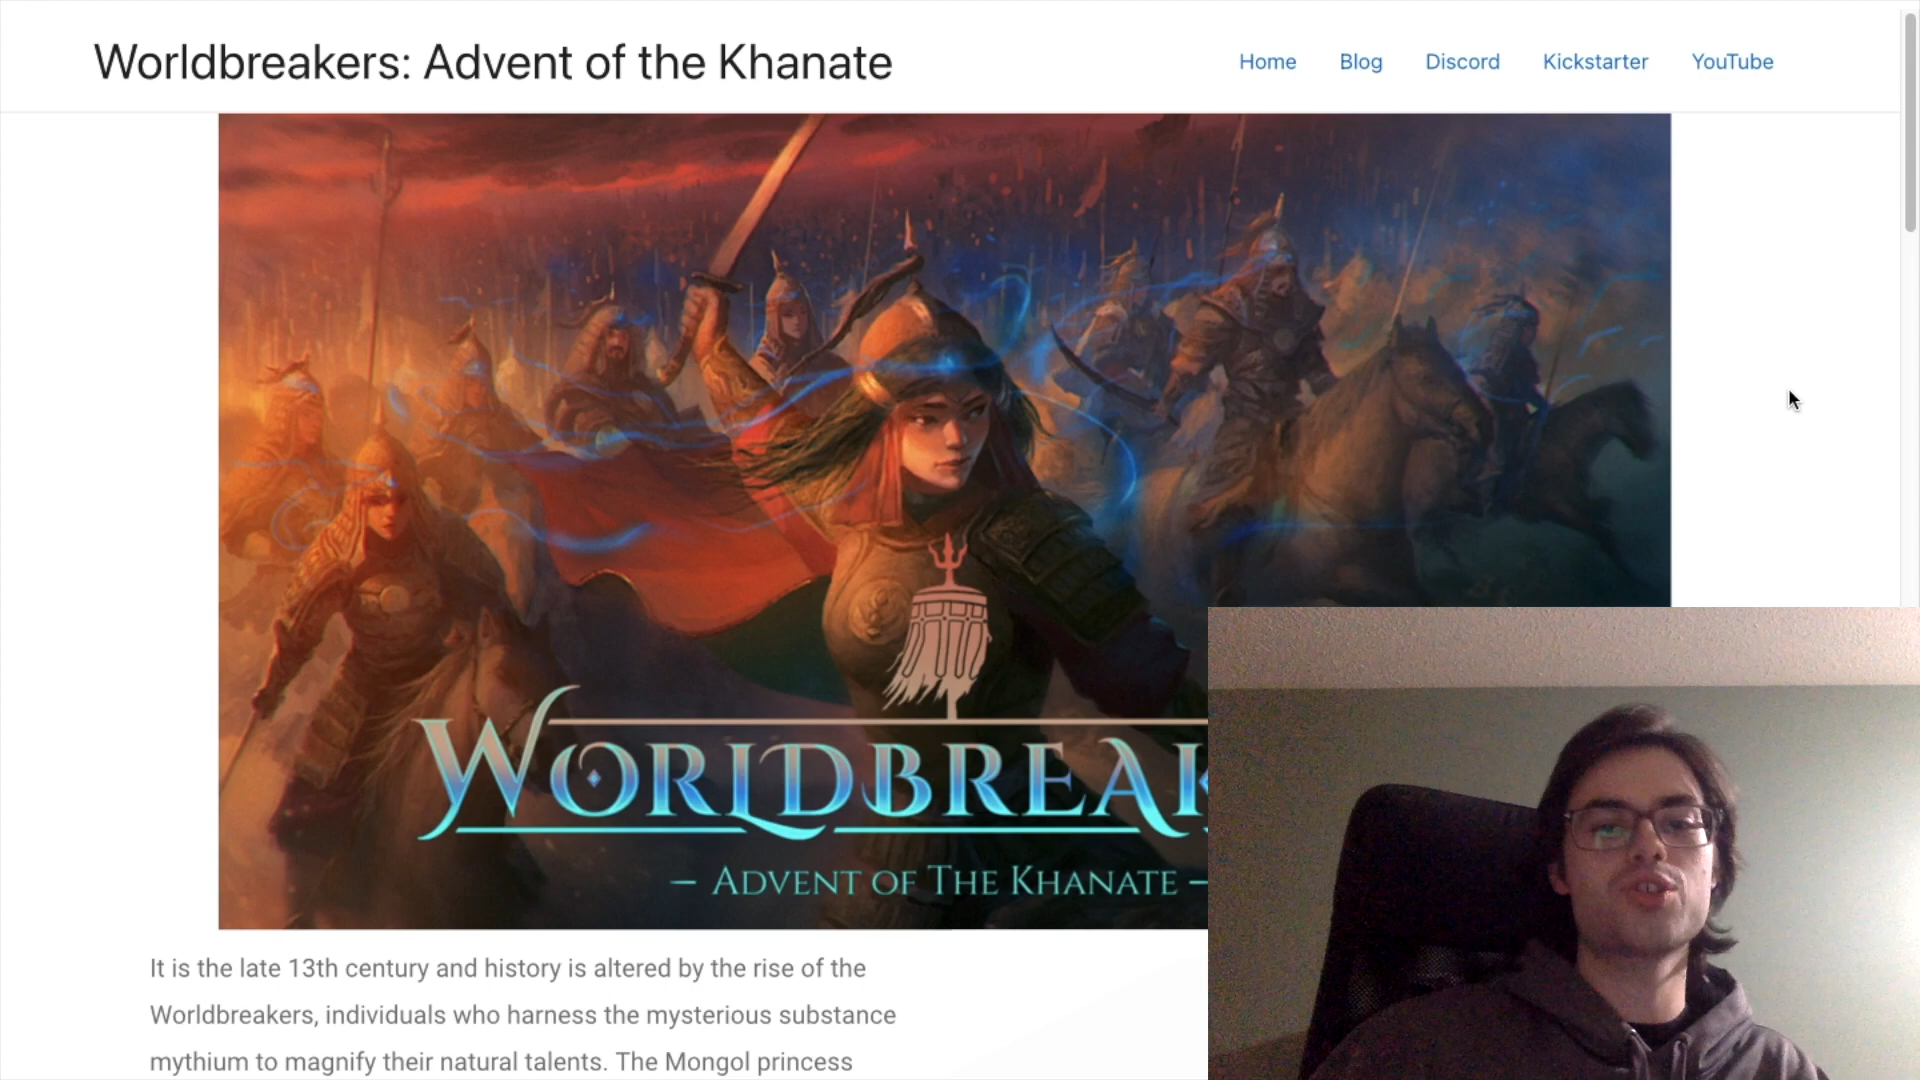 Worldbreakers: Advent of the Khanate
Home Blog Discord Kickstarter YouTube
WORLDBREAK
– ADVENT OF THE KHANATE –
It is the late 13th century and history is altered by the rise of the
Worldbreakers, individuals who harness the mysterious substance
mythium to magnify their natural talents. The Mongol princess